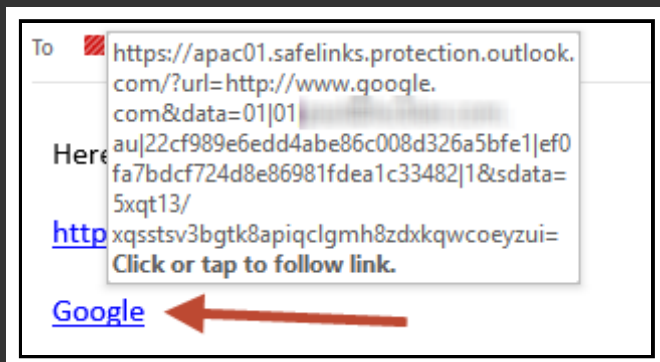 To
https://apac01.safelinks.protection.outlook.
com/?url=http://www.google.
com&data=01|01
au|22cf989e6edd4abe86c008d326a5bfe1|ef0
fa7bdcf724d8e86981fdea1c33482|1&sdata=
5xqt13/
xqsstsv3bgtk8apiqclgmh8zdxkqwcoeyzui=
Click or tap to follow link.
Here
http
Google